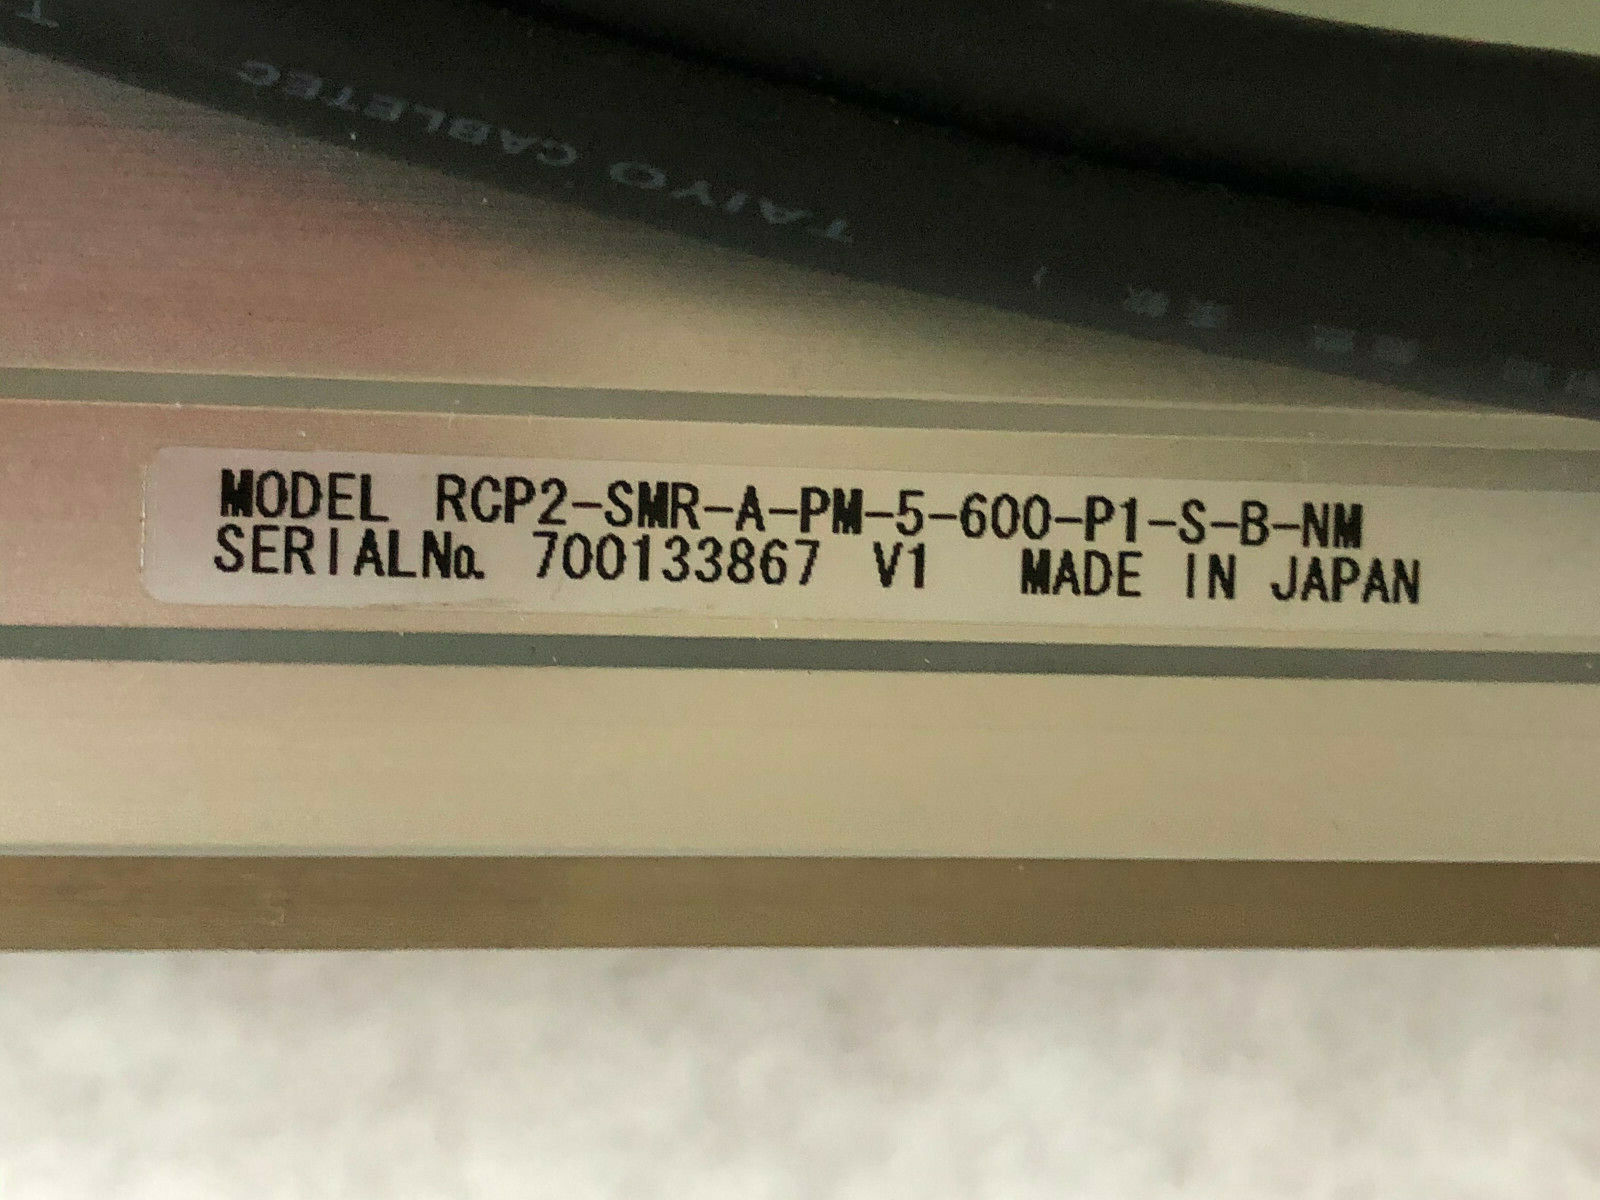 TAIYO CABLETEC
MODEL RCP2-SMR-A-PM-5-600-P1-S-B-NM
SERIALNo. 700133867 V1 MADE IN JAPAN